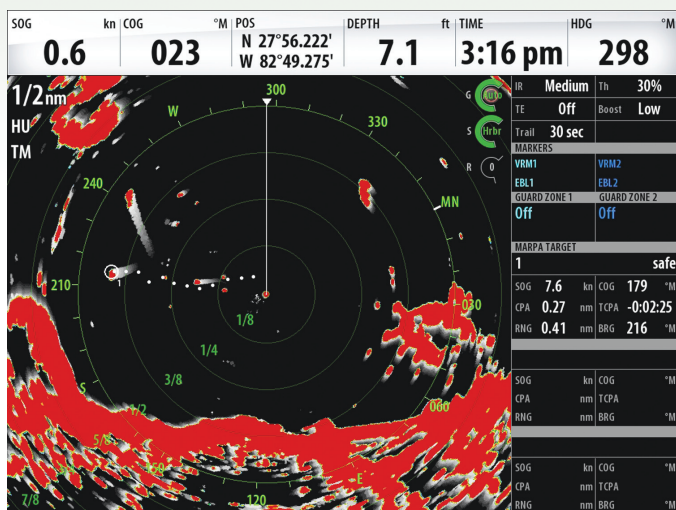 SOG kn COG °M POS DEPTH ft TIME HDG °M
0.6 023 N 27°56.222' 7.1 3:16 pm 298
W 82°49.275'
1/2nm
HU
TM
300
W
330
240
MN
210
030
S
060
E
120
150
1/8
1/4
3/8
1/2
5/8
7/8
1
G Auto
S Hrbr
R 0
IR Medium Th 30%
TE Off Boost Low
Trail 30 sec
MARKERS
VRM1 VRM2
EBL1 EBL2
GUARD ZONE 1 GUARD ZONE 2
Off Off
MARPA TARGET
1 safe
SOG 7.6 kn COG 179 °M
CPA 0.27 nm TCPA -0:02:25
RNG 0.41 nm BRG 216 °M
SOG kn COG °M
CPA nm TCPA
RNG nm BRG °M
SOG kn COG °M
CPA nm TCPA
RNG nm BRG °M